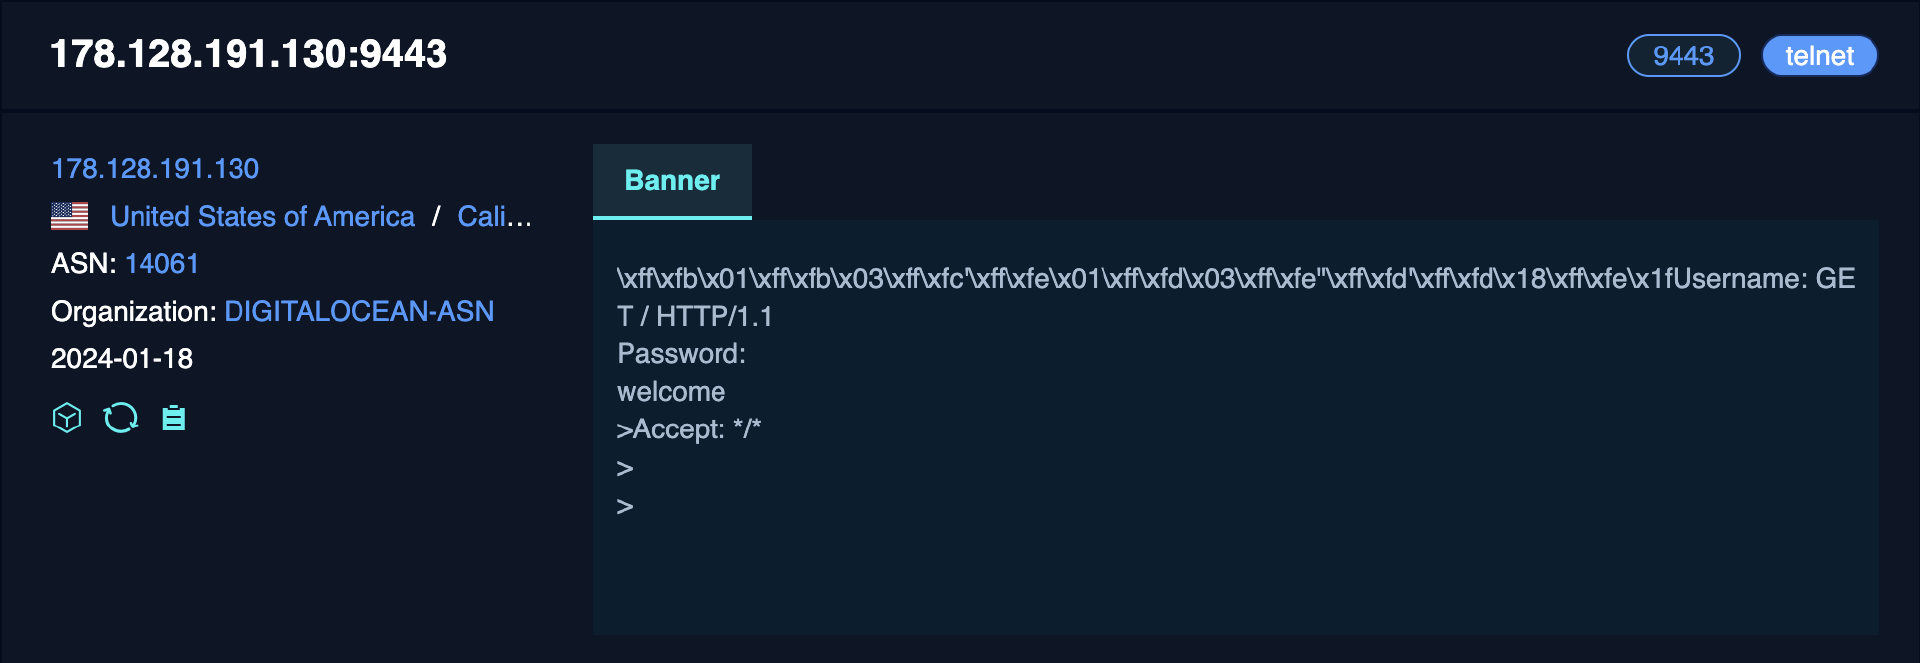 178.128.191.130:9443
9443
telnet
178.128.191.130
United States of America / Cali...
ASN: 14061
Organization: DIGITALOCEAN-ASN
2024-01-18
Banner
\xff\xfb\x01\xff\xfb\x03\xff\xfc'\xff\xfe\x01\xff\xfd\x03\xff\xfe"\xff\xfd'\xff\xfd\x18\xff\xfe\x1fUsername: GE
T / HTTP/1.1
Password:
welcome
>Accept: */*
>
>